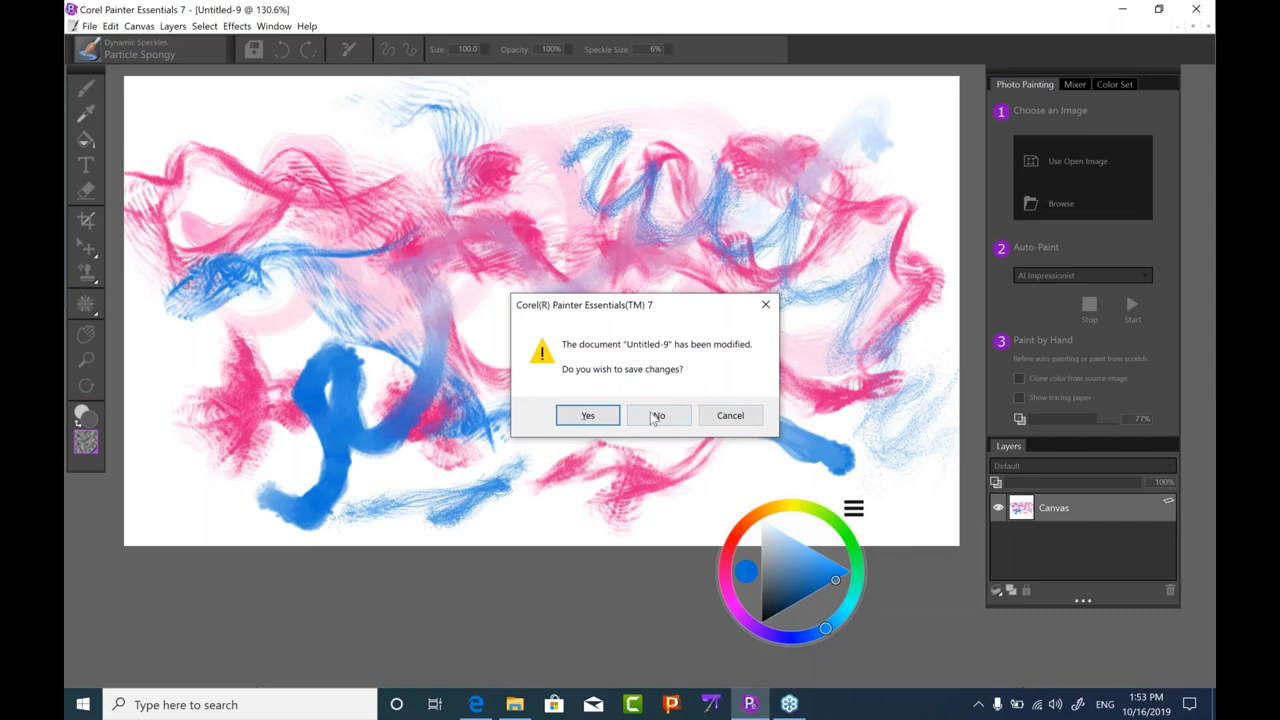 Corel Painter Essentials 7 - [Untitled-9 @ 130.6%]
File Edit Canvas Layers Select Effects Window Help
Dynamic Speckles
Particle Spongy
Size: 100.0 Opacity: 100% Speckle Size: 6%
Photo Painting Mixer Color Set
1 Choose an Image
Use Open Image
Browse
2 Auto-Paint
AI Impressionist
Stop Start
3 Paint by Hand
Refine auto-painting or paint from scratch
Clone color from source image
Show tracing paper
77%
Layers
Default
100%
Canvas
Corel(R) Painter Essentials(TM) 7
The document "Untitled-9" has been modified.
Do you wish to save changes?
Yes No Cancel
Type here to search
ENG
1:53 PM
10/16/2019